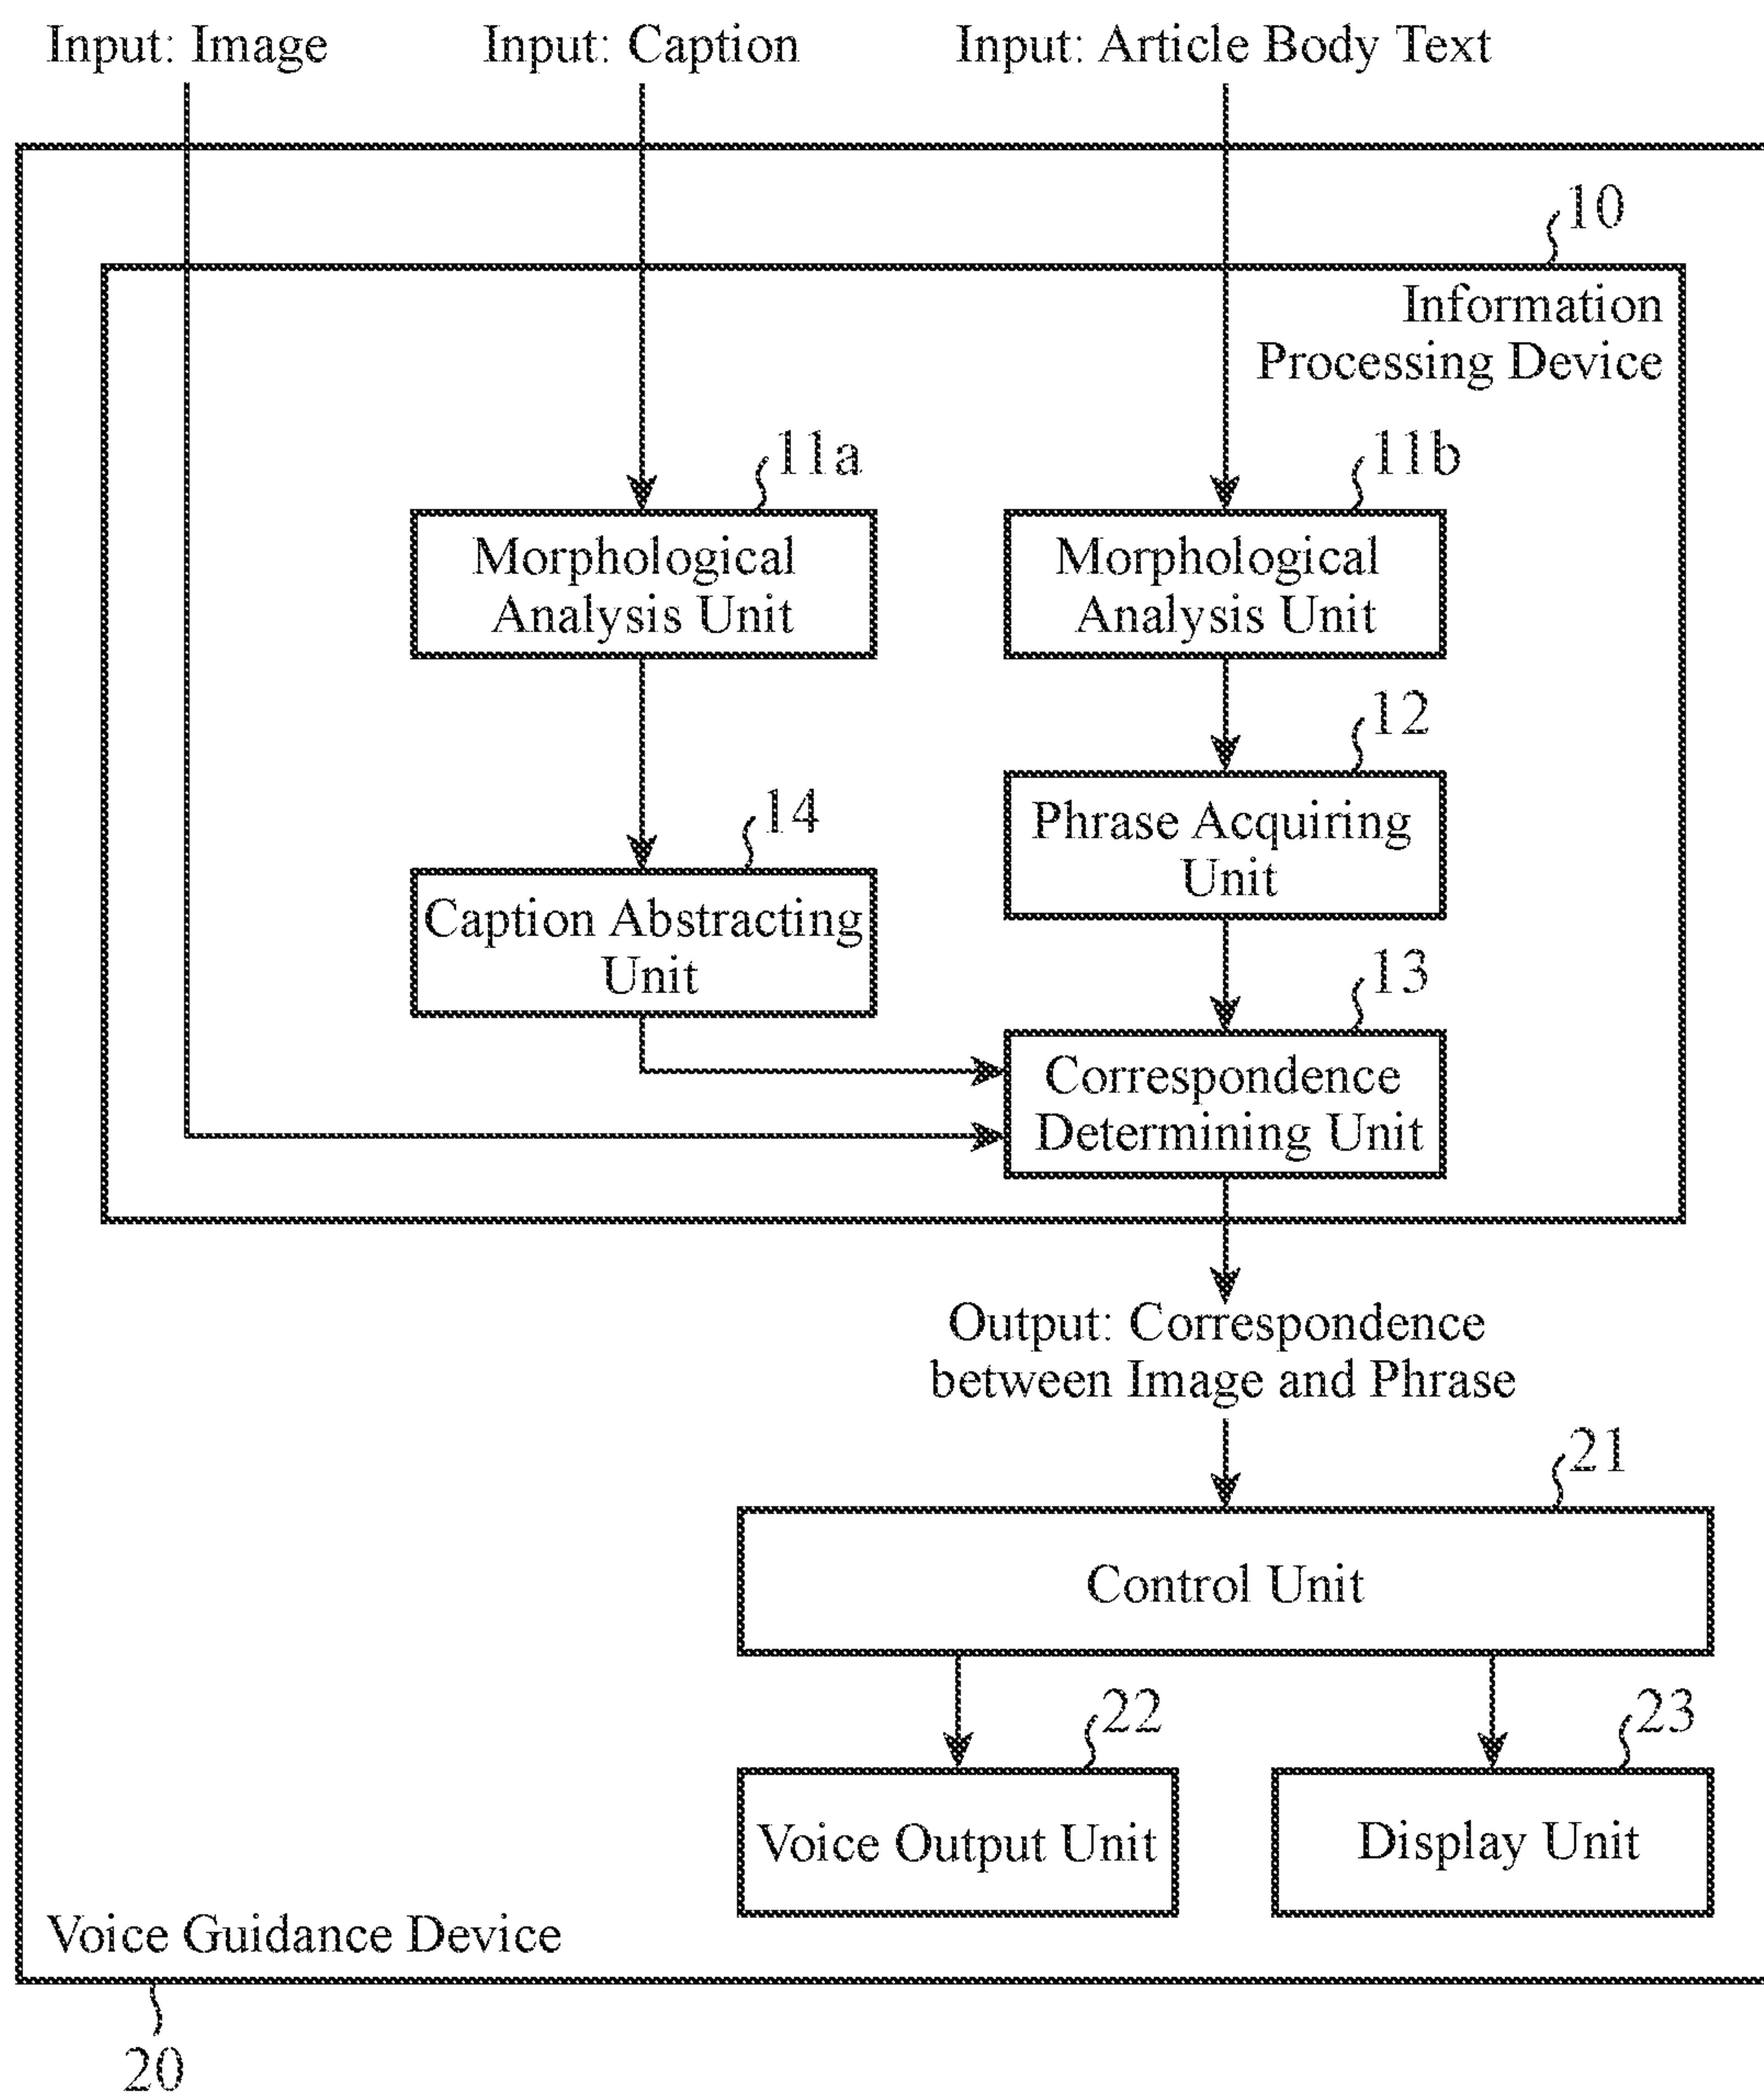 Input: Image
Input: Caption
Input: Article Body Text
10
Information
Processing Device
11a
11b
Morphological
Analysis Unit
Morphological
Analysis Unit
12
Phrase Acquiring
Unit
14
Caption Abstracting
Unit
13
Correspondence
Determining Unit
Output: Correspondence
between Image and Phrase
21
Control Unit
22
23
Voice Output Unit
Display Unit
Voice Guidance Device
20